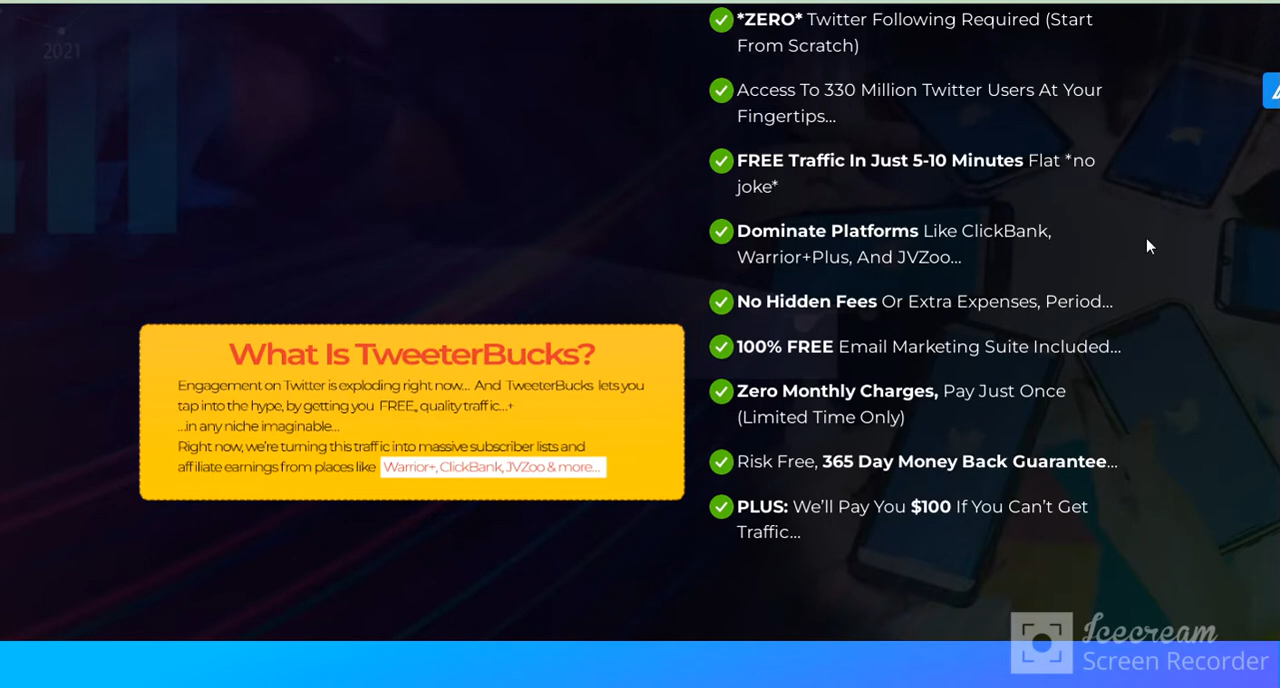 2021
*ZERO* Twitter Following Required (Start
From Scratch)
Access To 330 Million Twitter Users At Your
Fingertips...
FREE Traffic In Just 5-10 Minutes Flat *no
joke*
Dominate Platforms Like ClickBank,
Warrior+Plus, And JVZoo...
No Hidden Fees Or Extra Expenses, Period...
100% FREE Email Marketing Suite Included...
Zero Monthly Charges, Pay Just Once
(Limited Time Only)
Risk Free, 365 Day Money Back Guarantee...
PLUS: We'll Pay You $100 If You Can't Get
Traffic...
What Is TweeterBucks?
Engagement on Twitter is exploding right now... And TweeterBucks lets you
tap into the hype, by getting you FREE,, quality traffic...+
...in any niche imaginable...
Right now, we're turning this traffic into massive subscriber lists and
affiliate earnings from places like Warrior+, ClickBank, JVZoo & more...
Icecream
Screen Recorder